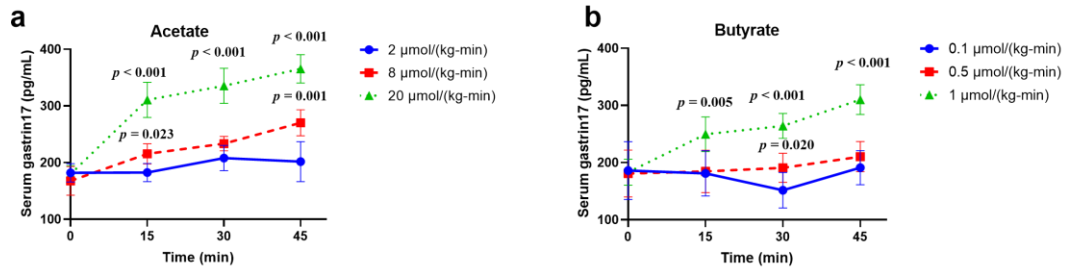 a
Acetate
Serum gastrin17 (pg/mL)
400
300
200
100
0
15
30
45
Time (min)
p < 0.001
p < 0.001
p < 0.001
p = 0.023
p = 0.001
2 μmol/(kg-min)
8 μmol/(kg-min)
20 μmol/(kg-min)
b
Butyrate
Serum gastrin17 (pg/mL)
400
300
200
100
0
15
30
45
Time (min)
p = 0.005
p < 0.001
p < 0.001
p = 0.020
0.1 μmol/(kg-min)
0.5 μmol/(kg-min)
1 μmol/(kg-min)